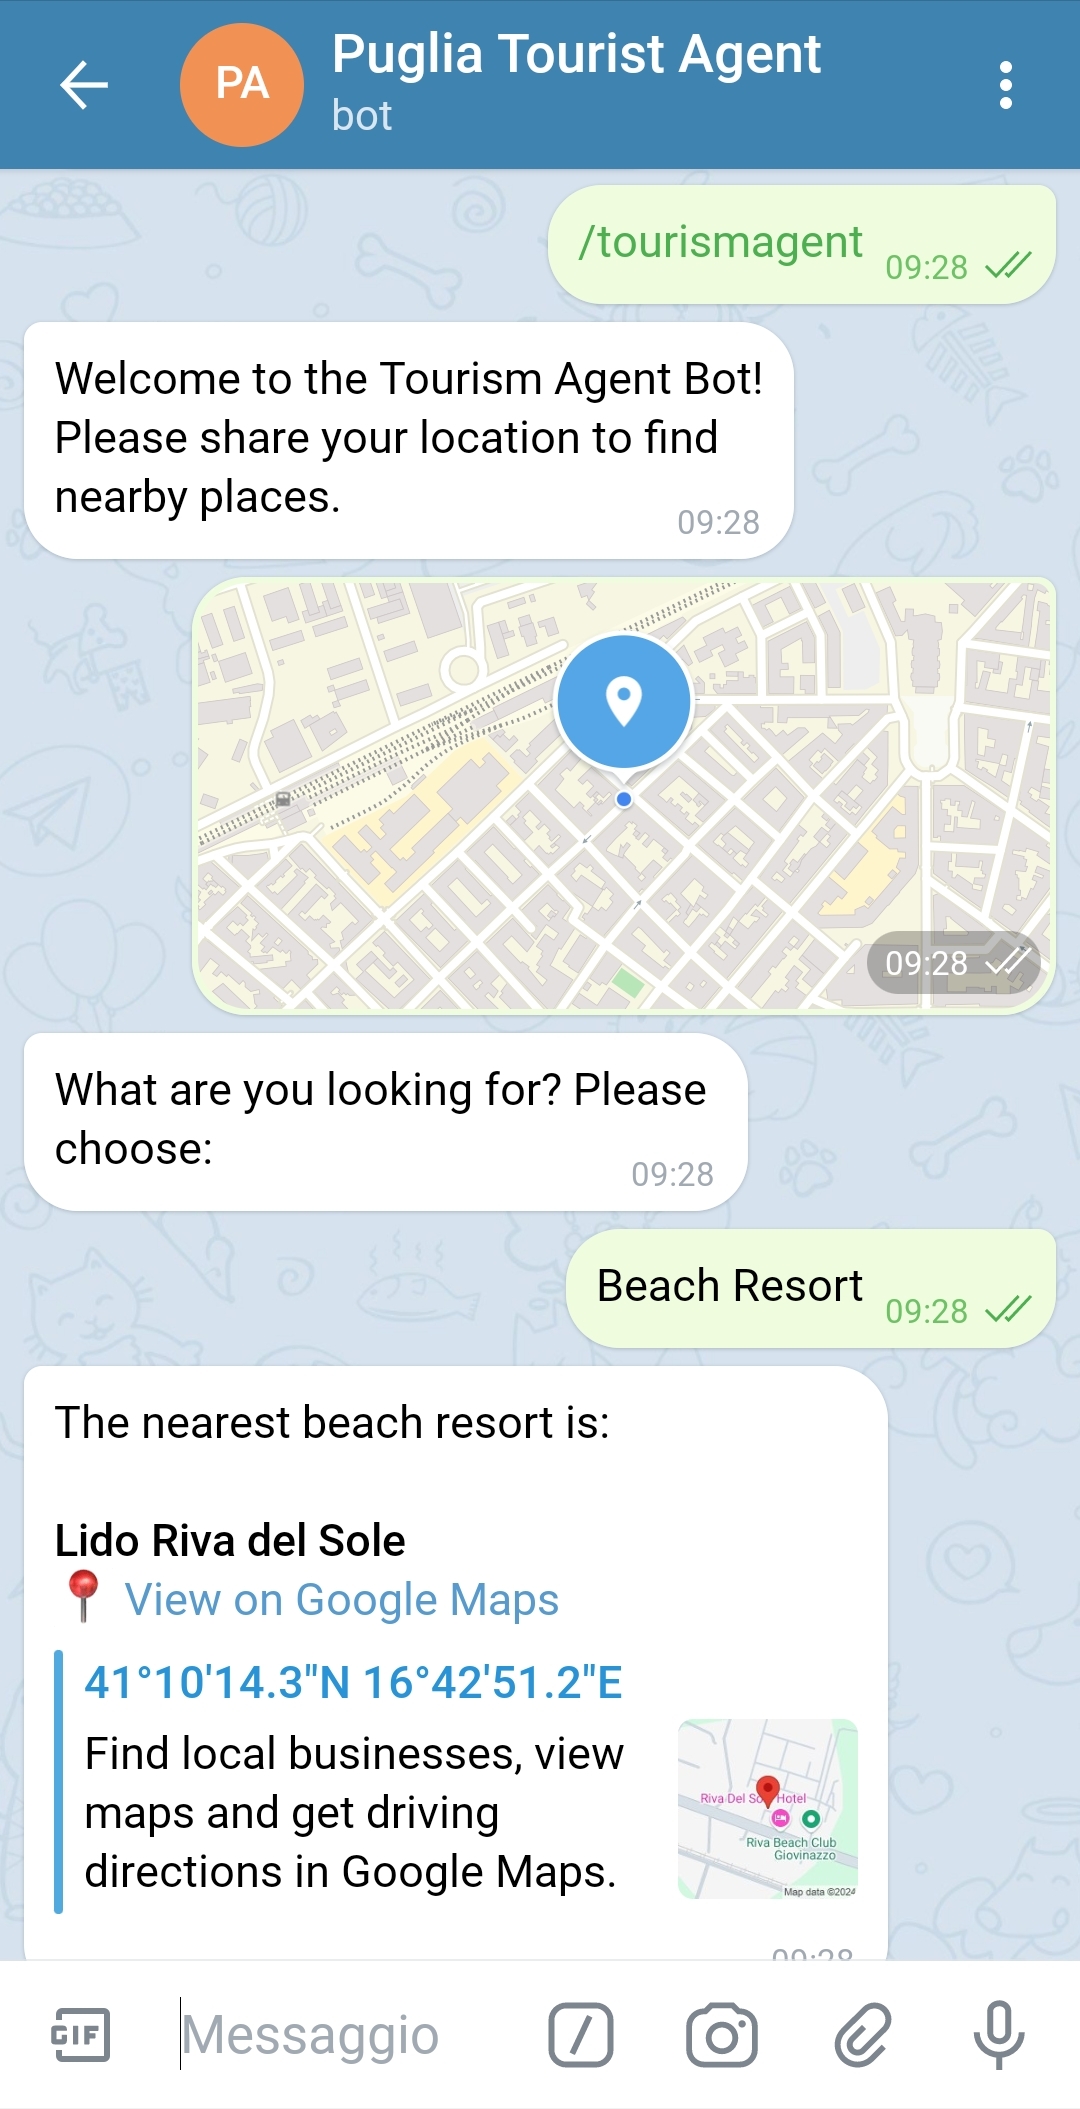 PA
Puglia Tourist Agent
bot
/tourismagent
09:28
Welcome to the Tourism Agent Bot!
Please share your location to find
nearby places.
09:28
09:28
What are you looking for? Please
choose:
09:28
Beach Resort
09:28
The nearest beach resort is:
Lido Riva del Sole
View on Google Maps
41°10'14.3"N 16°42'51.2"E
Find local businesses, view
maps and get driving
directions in Google Maps.
Riva Del Sole Hotel
Riva Beach Club
Giovinazzo
Map data ©2024
09:28
GIF
Messaggio